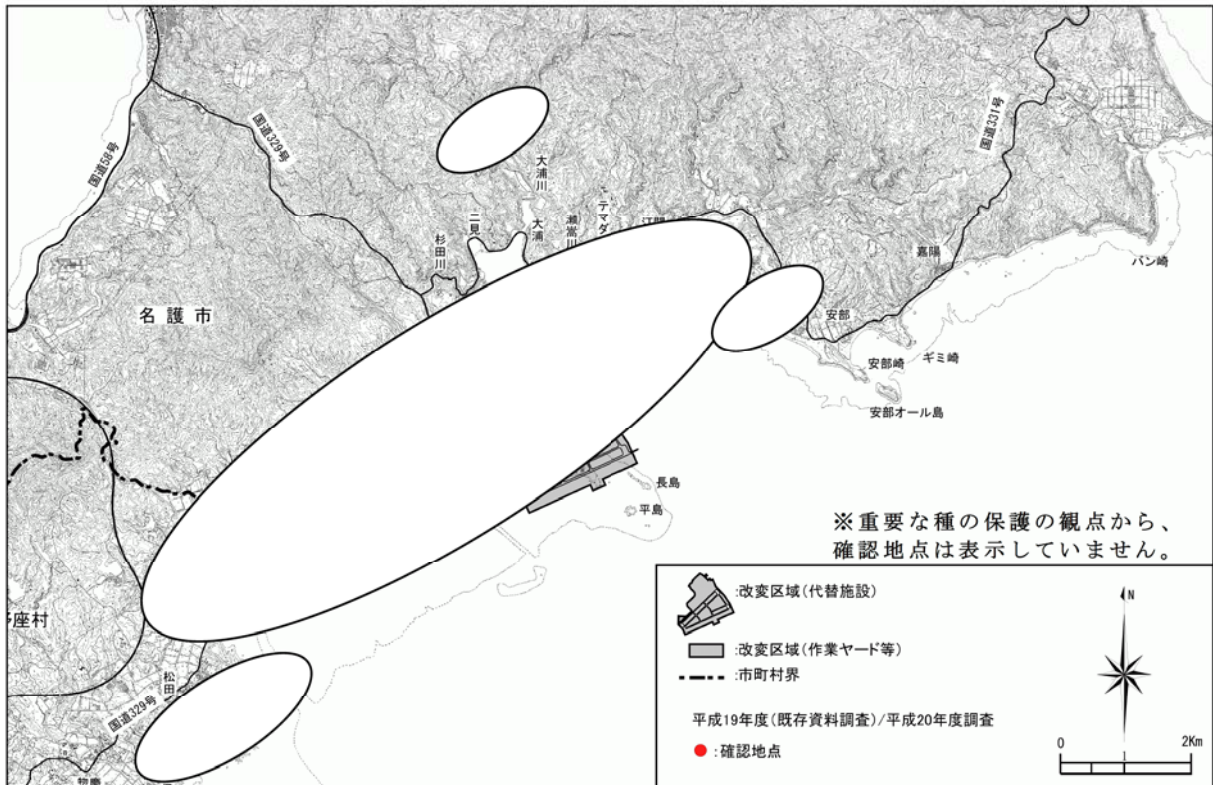 国道58号
国道329号
国道331号
大浦川
二見
大浦
瀬嵩川
テマダ
杉田川
嘉陽
バン崎
名護市
安部
安部崎
ギミ崎
安部オール島
長島
平島
※重要な種の保護の観点から、
確認地点は表示していません。
座村
松田
国道329号
:改変区域(代替施設)
:改変区域(作業ヤード等)
:市町村界
平成19年度(既存資料調査)/平成20年度調査
:確認地点
N
0 1 2Km